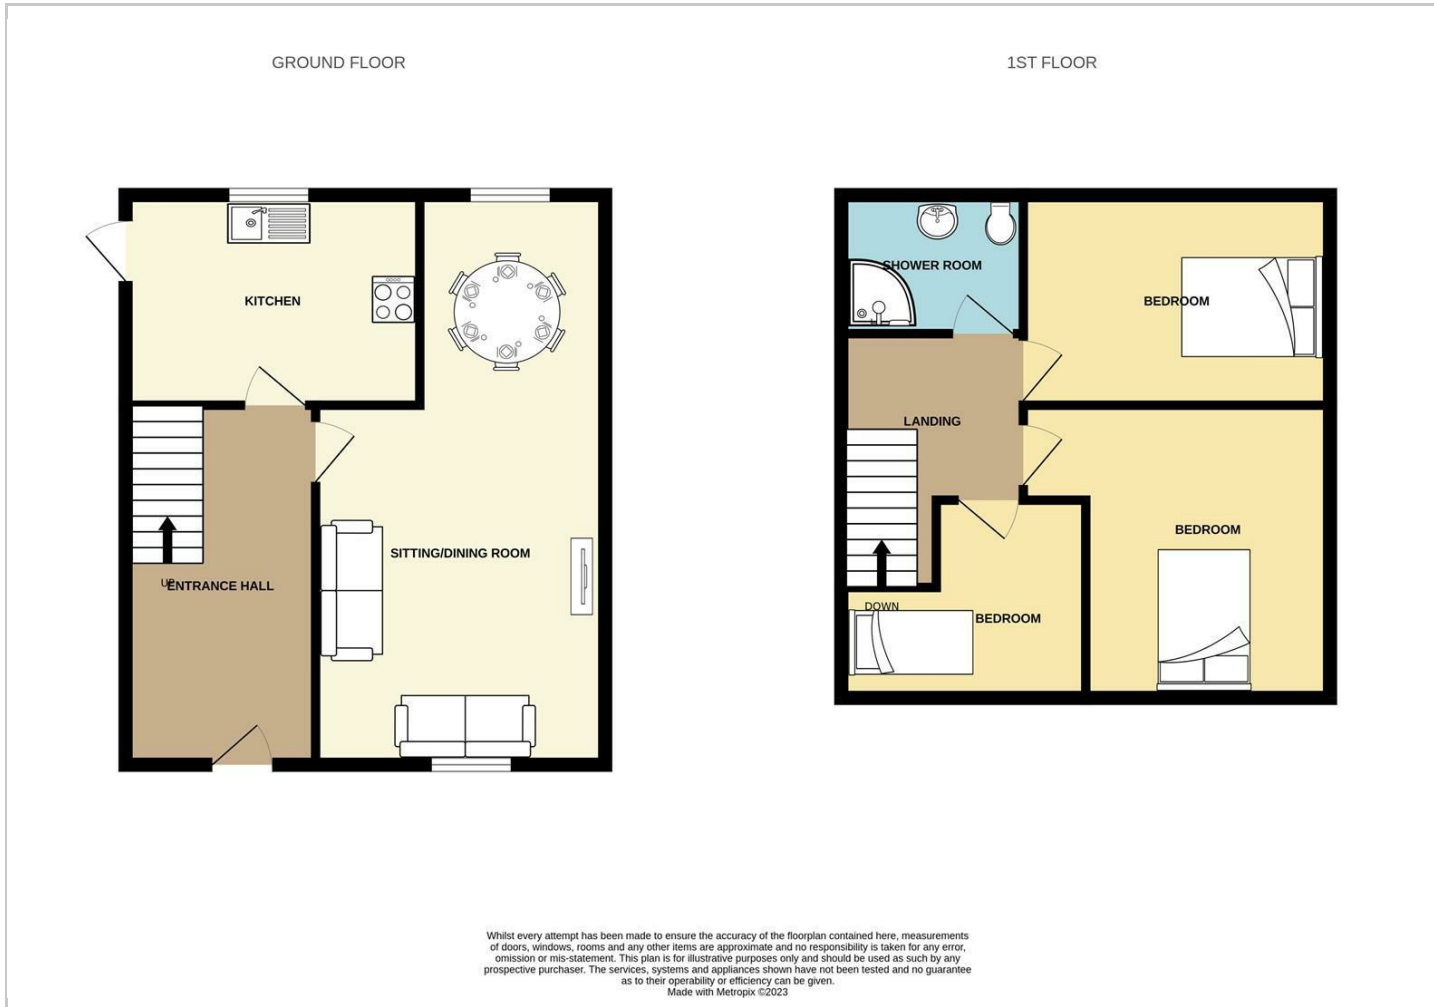 GROUND FLOOR
1ST FLOOR
KITCHEN
SITTING/DINING ROOM
UP
ENTRANCE HALL
SHOWER ROOM
BEDROOM
LANDING
BEDROOM
DOWN
BEDROOM
Whilst every attempt has been made to ensure the accuracy of the floorplan contained here, measurements
of doors, windows, rooms and any other items are approximate and no responsibility is taken for any error,
omission or mis-statement. This plan is for illustrative purposes only and should be used as such by any
prospective purchaser. The services, systems and appliances shown have not been tested and no guarantee
as to their operability or efficiency can be given.
Made with Metropix ©2023